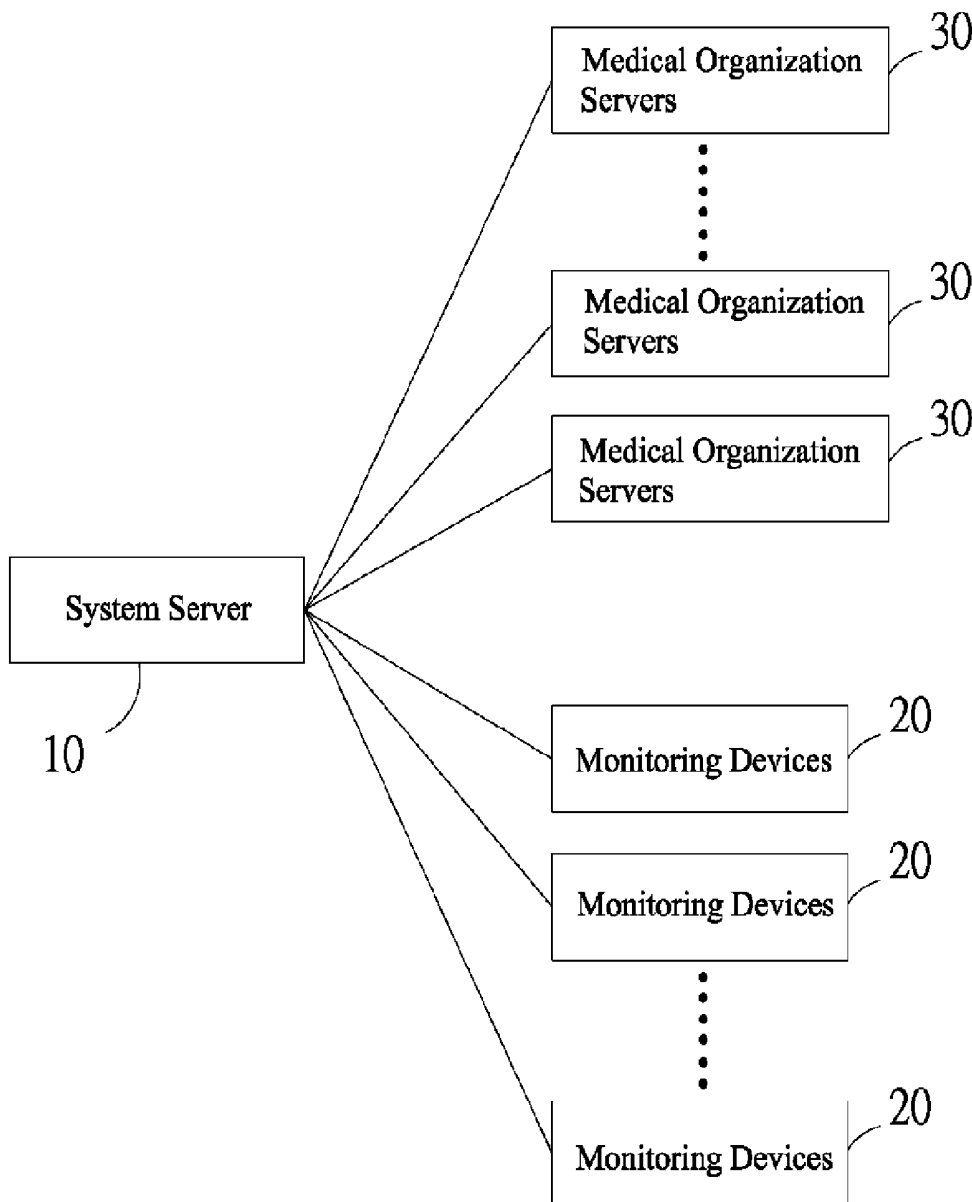 30
Medical Organization
Servers
30
Medical Organization
Servers
30
Medical Organization
Servers
System Server
10
20
Monitoring Devices
20
Monitoring Devices
20
Monitoring Devices